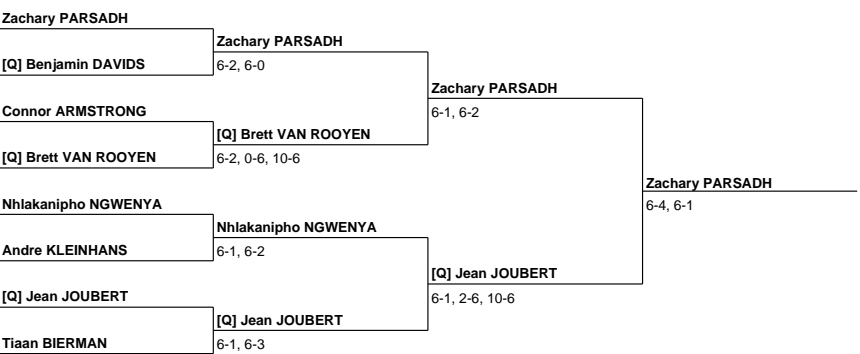 Zachary PARSADH
[Q] Benjamin DAVIDS
Connor ARMSTRONG
[Q] Brett VAN ROOYEN
Nhlakanipho NGWENYA
Andre KLEINHANS
[Q] Jean JOUBERT
Tiaan BIERMAN
Zachary PARSADH
6-2, 6-0
[Q] Brett VAN ROOYEN
6-2, 0-6, 10-6
Nhlakanipho NGWENYA
6-1, 6-2
[Q] Jean JOUBERT
6-1, 6-3
Zachary PARSADH
6-1, 6-2
[Q] Jean JOUBERT
6-1, 2-6, 10-6
Zachary PARSADH
6-4, 6-1